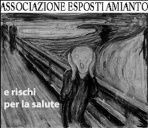 ASSOCIAZIONE ESPOSTI AMIANTO
e rischi
per la salute